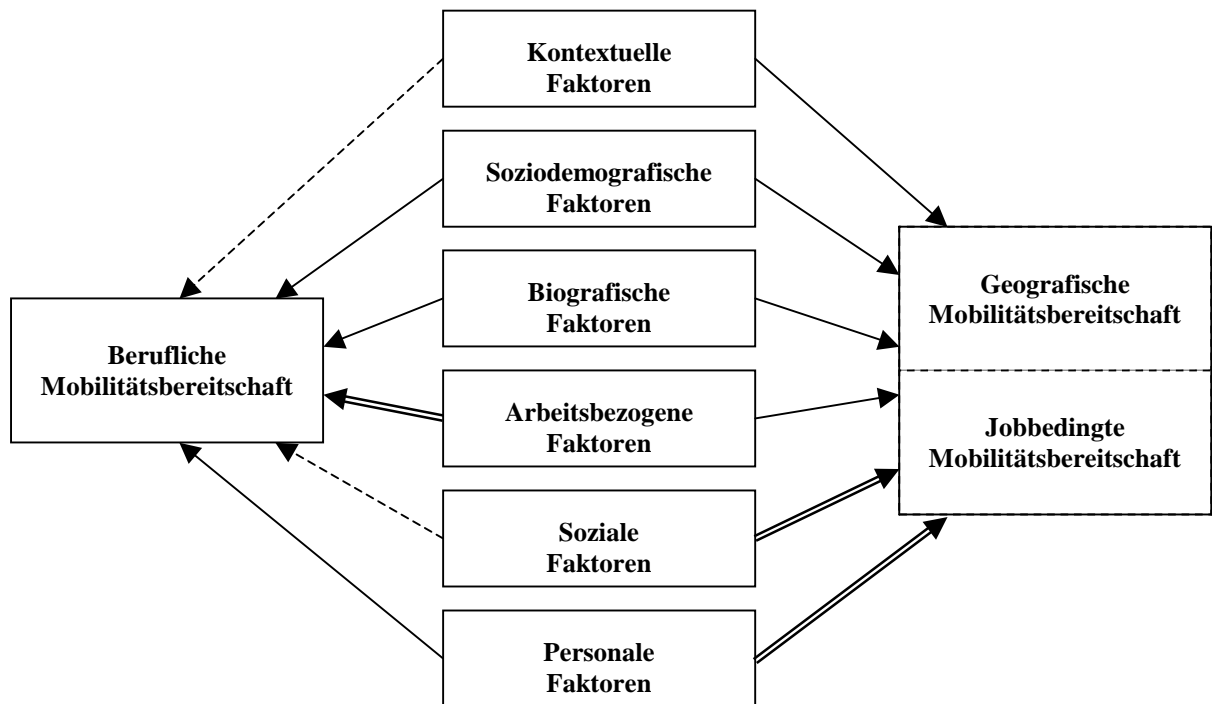 Kontextuelle
Faktoren
Soziodemografische
Faktoren
Biografische
Faktoren
Arbeitsbezogene
Faktoren
Soziale
Faktoren
Personale
Faktoren
Berufliche
Mobilitätsbereitschaft
Geografische
Mobilitätsbereitschaft
Jobbedingte
Mobilitätsbereitschaft